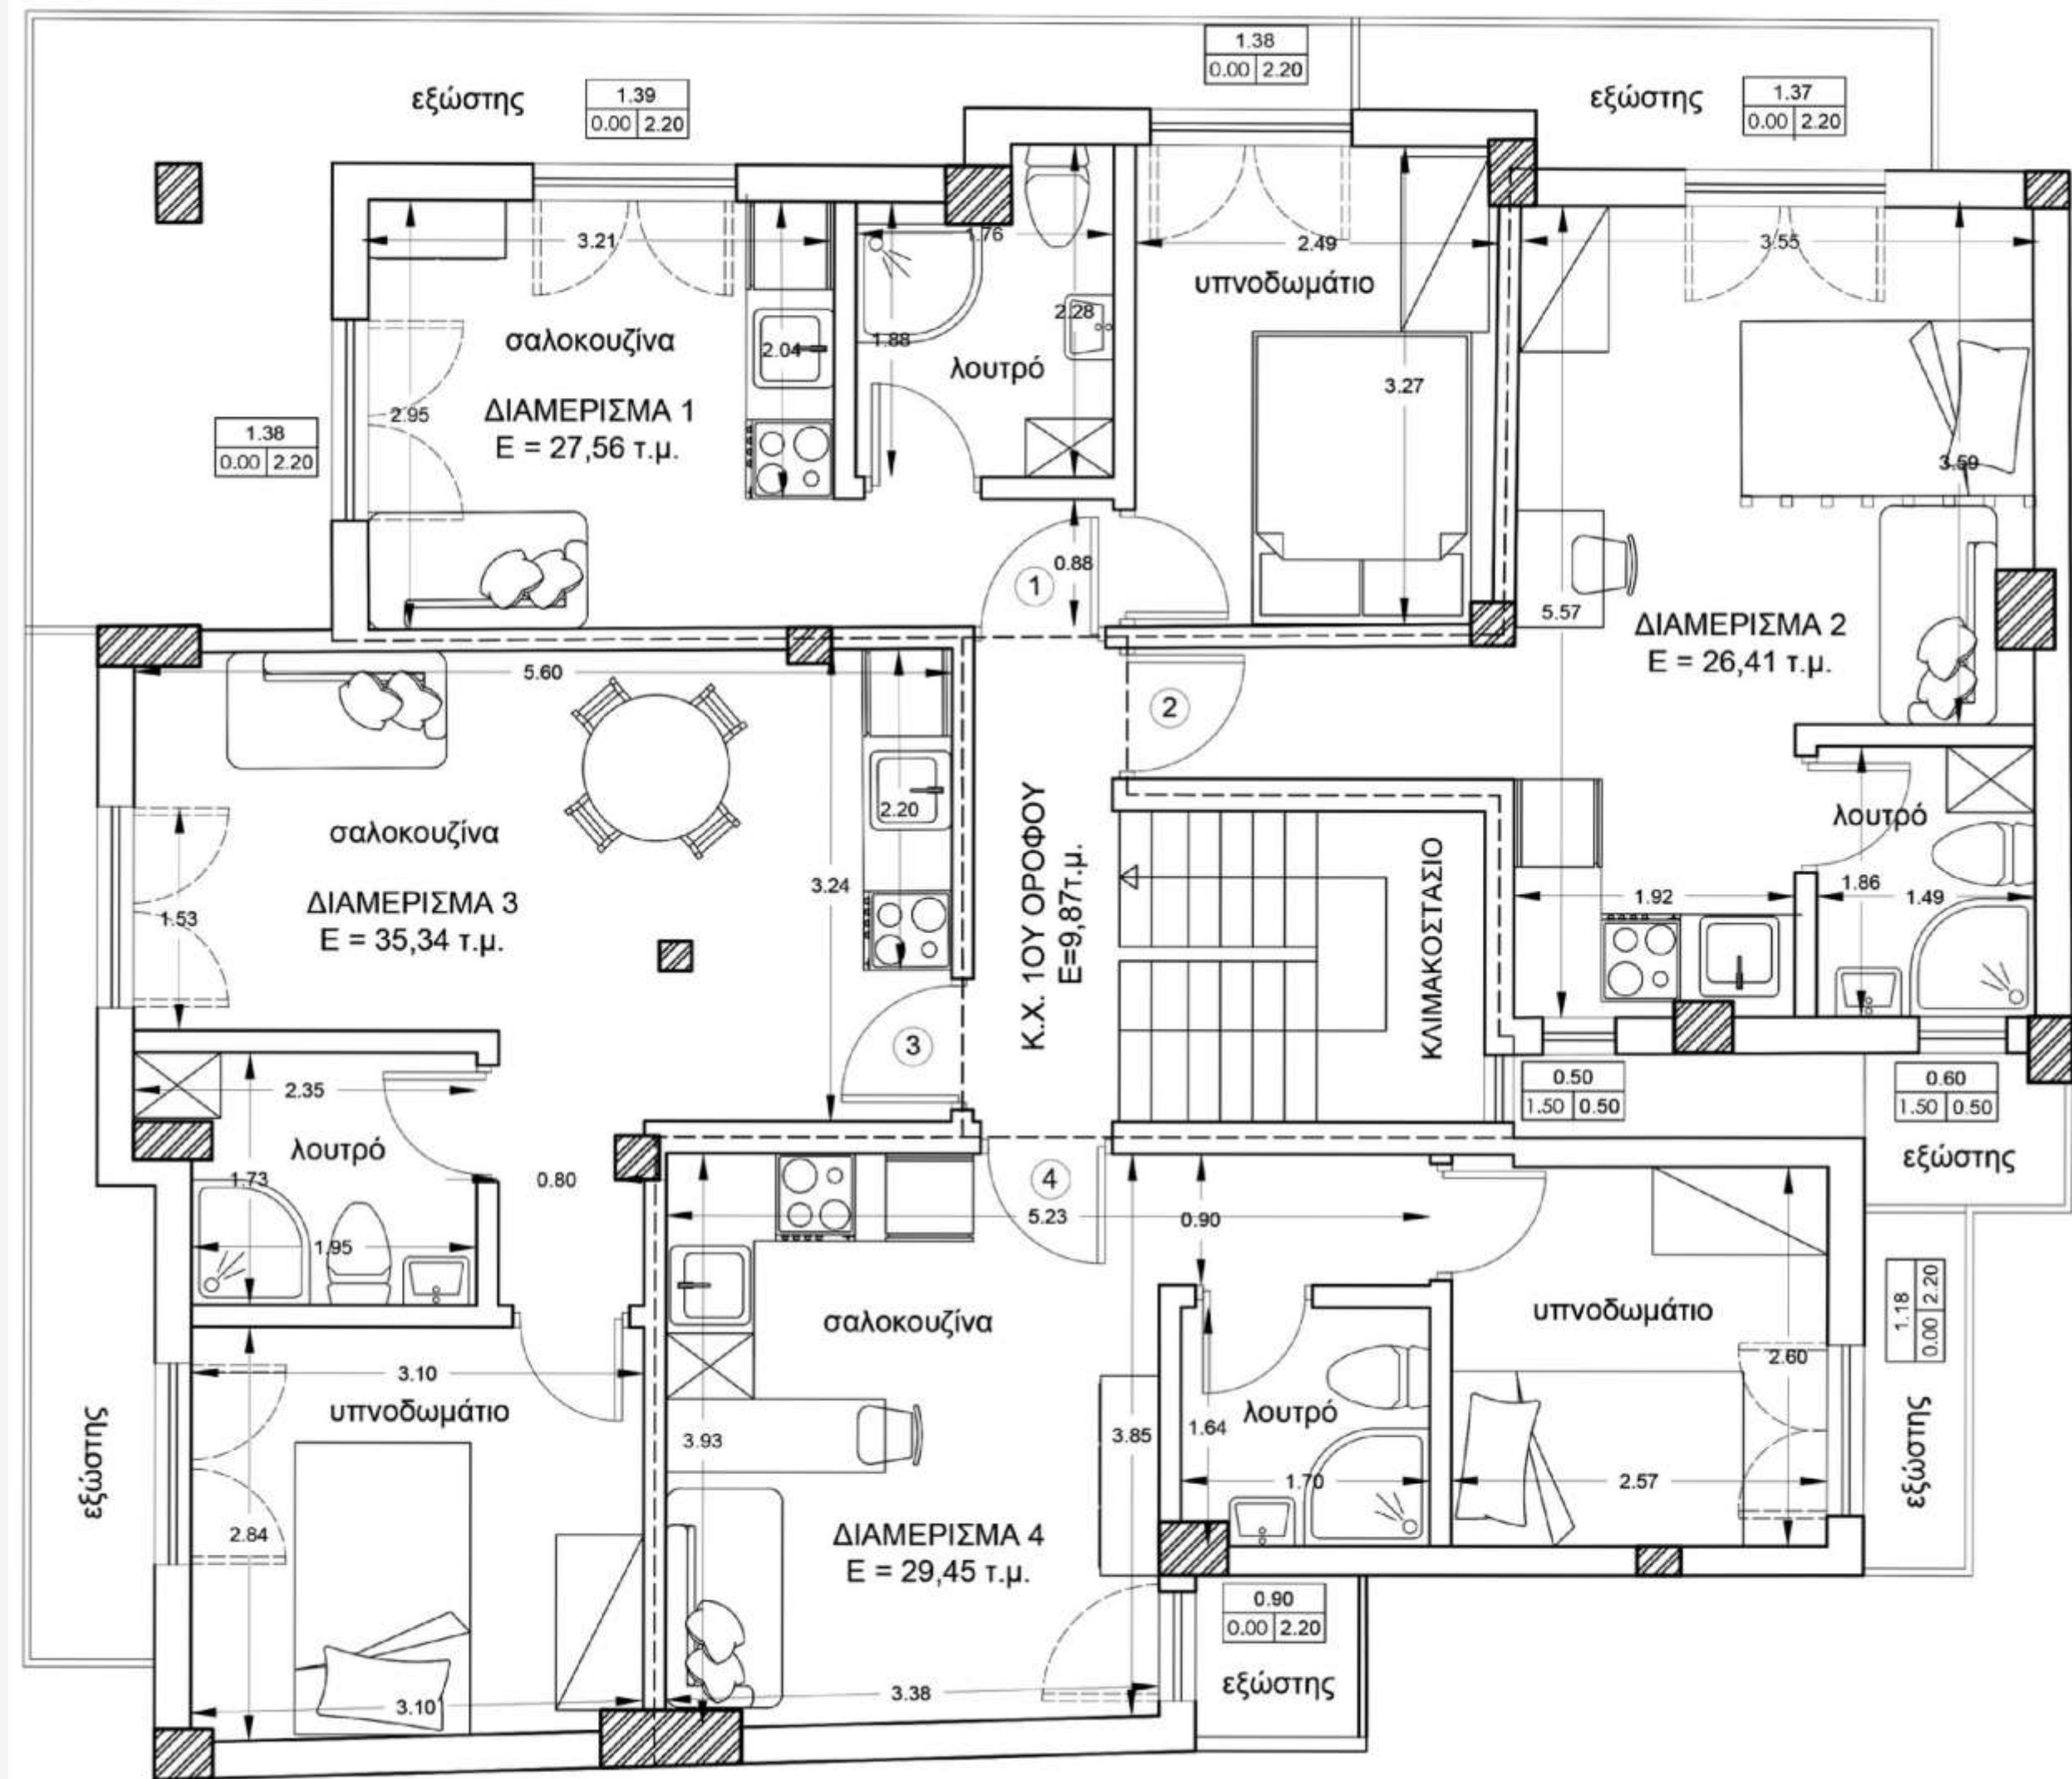 1.38
0.00 2.20
εξώστης
1.39
0.00 2.20
εξώστης
1.37
0.00 2.20
3.21
1.76
2.49
3.55
υπνοδωμάτιο
2.28
σαλοκουζίνα
2.04
1.88
λουτρό
3.27
ΔΙΑΜΕΡΙΣΜΑ 1
Ε = 27,56 τ.μ.
2.95
1.38
0.00 2.20
3.59
0.88
1
5.57
ΔΙΑΜΕΡΙΣΜΑ 2
Ε = 26,41 τ.μ.
5.60
2
2.20
σαλοκουζίνα
λουτρό
3.24
1.86
1.92
1.49
ΔΙΑΜΕΡΙΣΜΑ 3
Ε = 35,34 τ.μ.
1.53
Κ.Χ. 1ΟΥ ΟΡΟΦΟΥ
Ε=9,87τ.μ.
ΚΛΙΜΑΚΟΣΤΑΣΙΟ
3
0.50
1.50 0.50
0.60
1.50 0.50
2.35
λουτρό
εξώστης
1.73
0.80
4
5.23
0.90
1.95
1.18
0.00 2.20
σαλοκουζίνα
υπνοδωμάτιο
2.60
3.10
υπνοδωμάτιο
λουτρό
3.93
3.85
1.64
εξώστης
εξώστης
1.70
2.57
2.84
ΔΙΑΜΕΡΙΣΜΑ 4
Ε = 29,45 τ.μ.
0.90
0.00 2.20
εξώστης
3.10
3.38